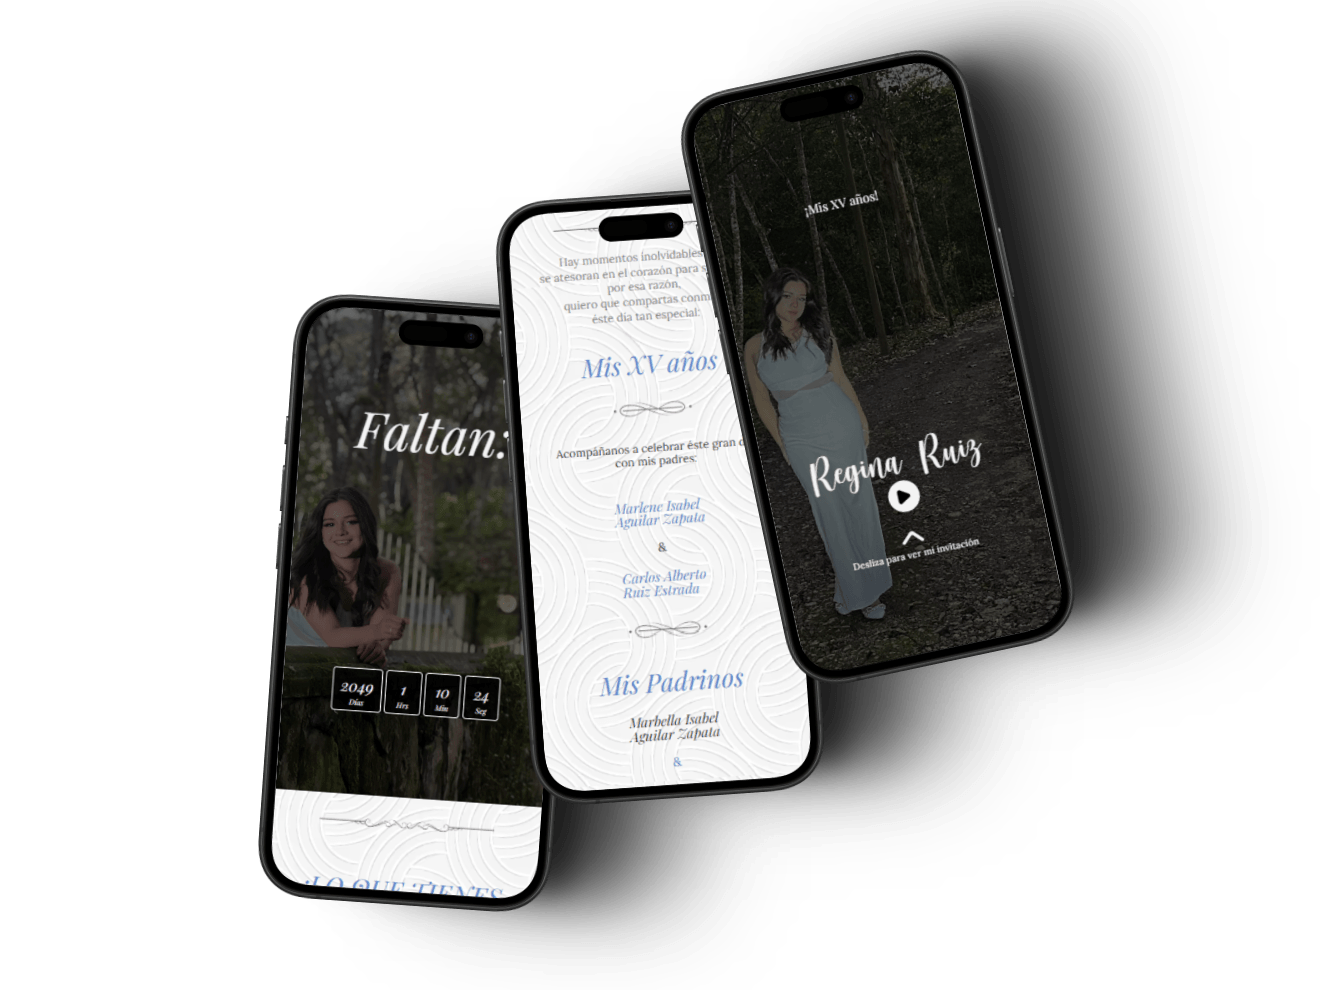 Faltan:
2049
Días
1
Hrs
10
Min
24
Seg
¡LO QUE TIENES
Hay momentos inolvidables
se atesoran en el corazón para
por esa razón,
quiero que compartas
éste día tan especial:
Mis XV años
Acompáñanos a celebrar éste gran
con mis padres:
Marlene Isabel
Aguilar Zapata
&
Carlos Alberto
Ruiz Estrada
Mis Padrinos
Marbella Isabel
Aguilar Zapata
&
¡Mis XV años!
Regina Ruiz
Desliza para ver mi invitación